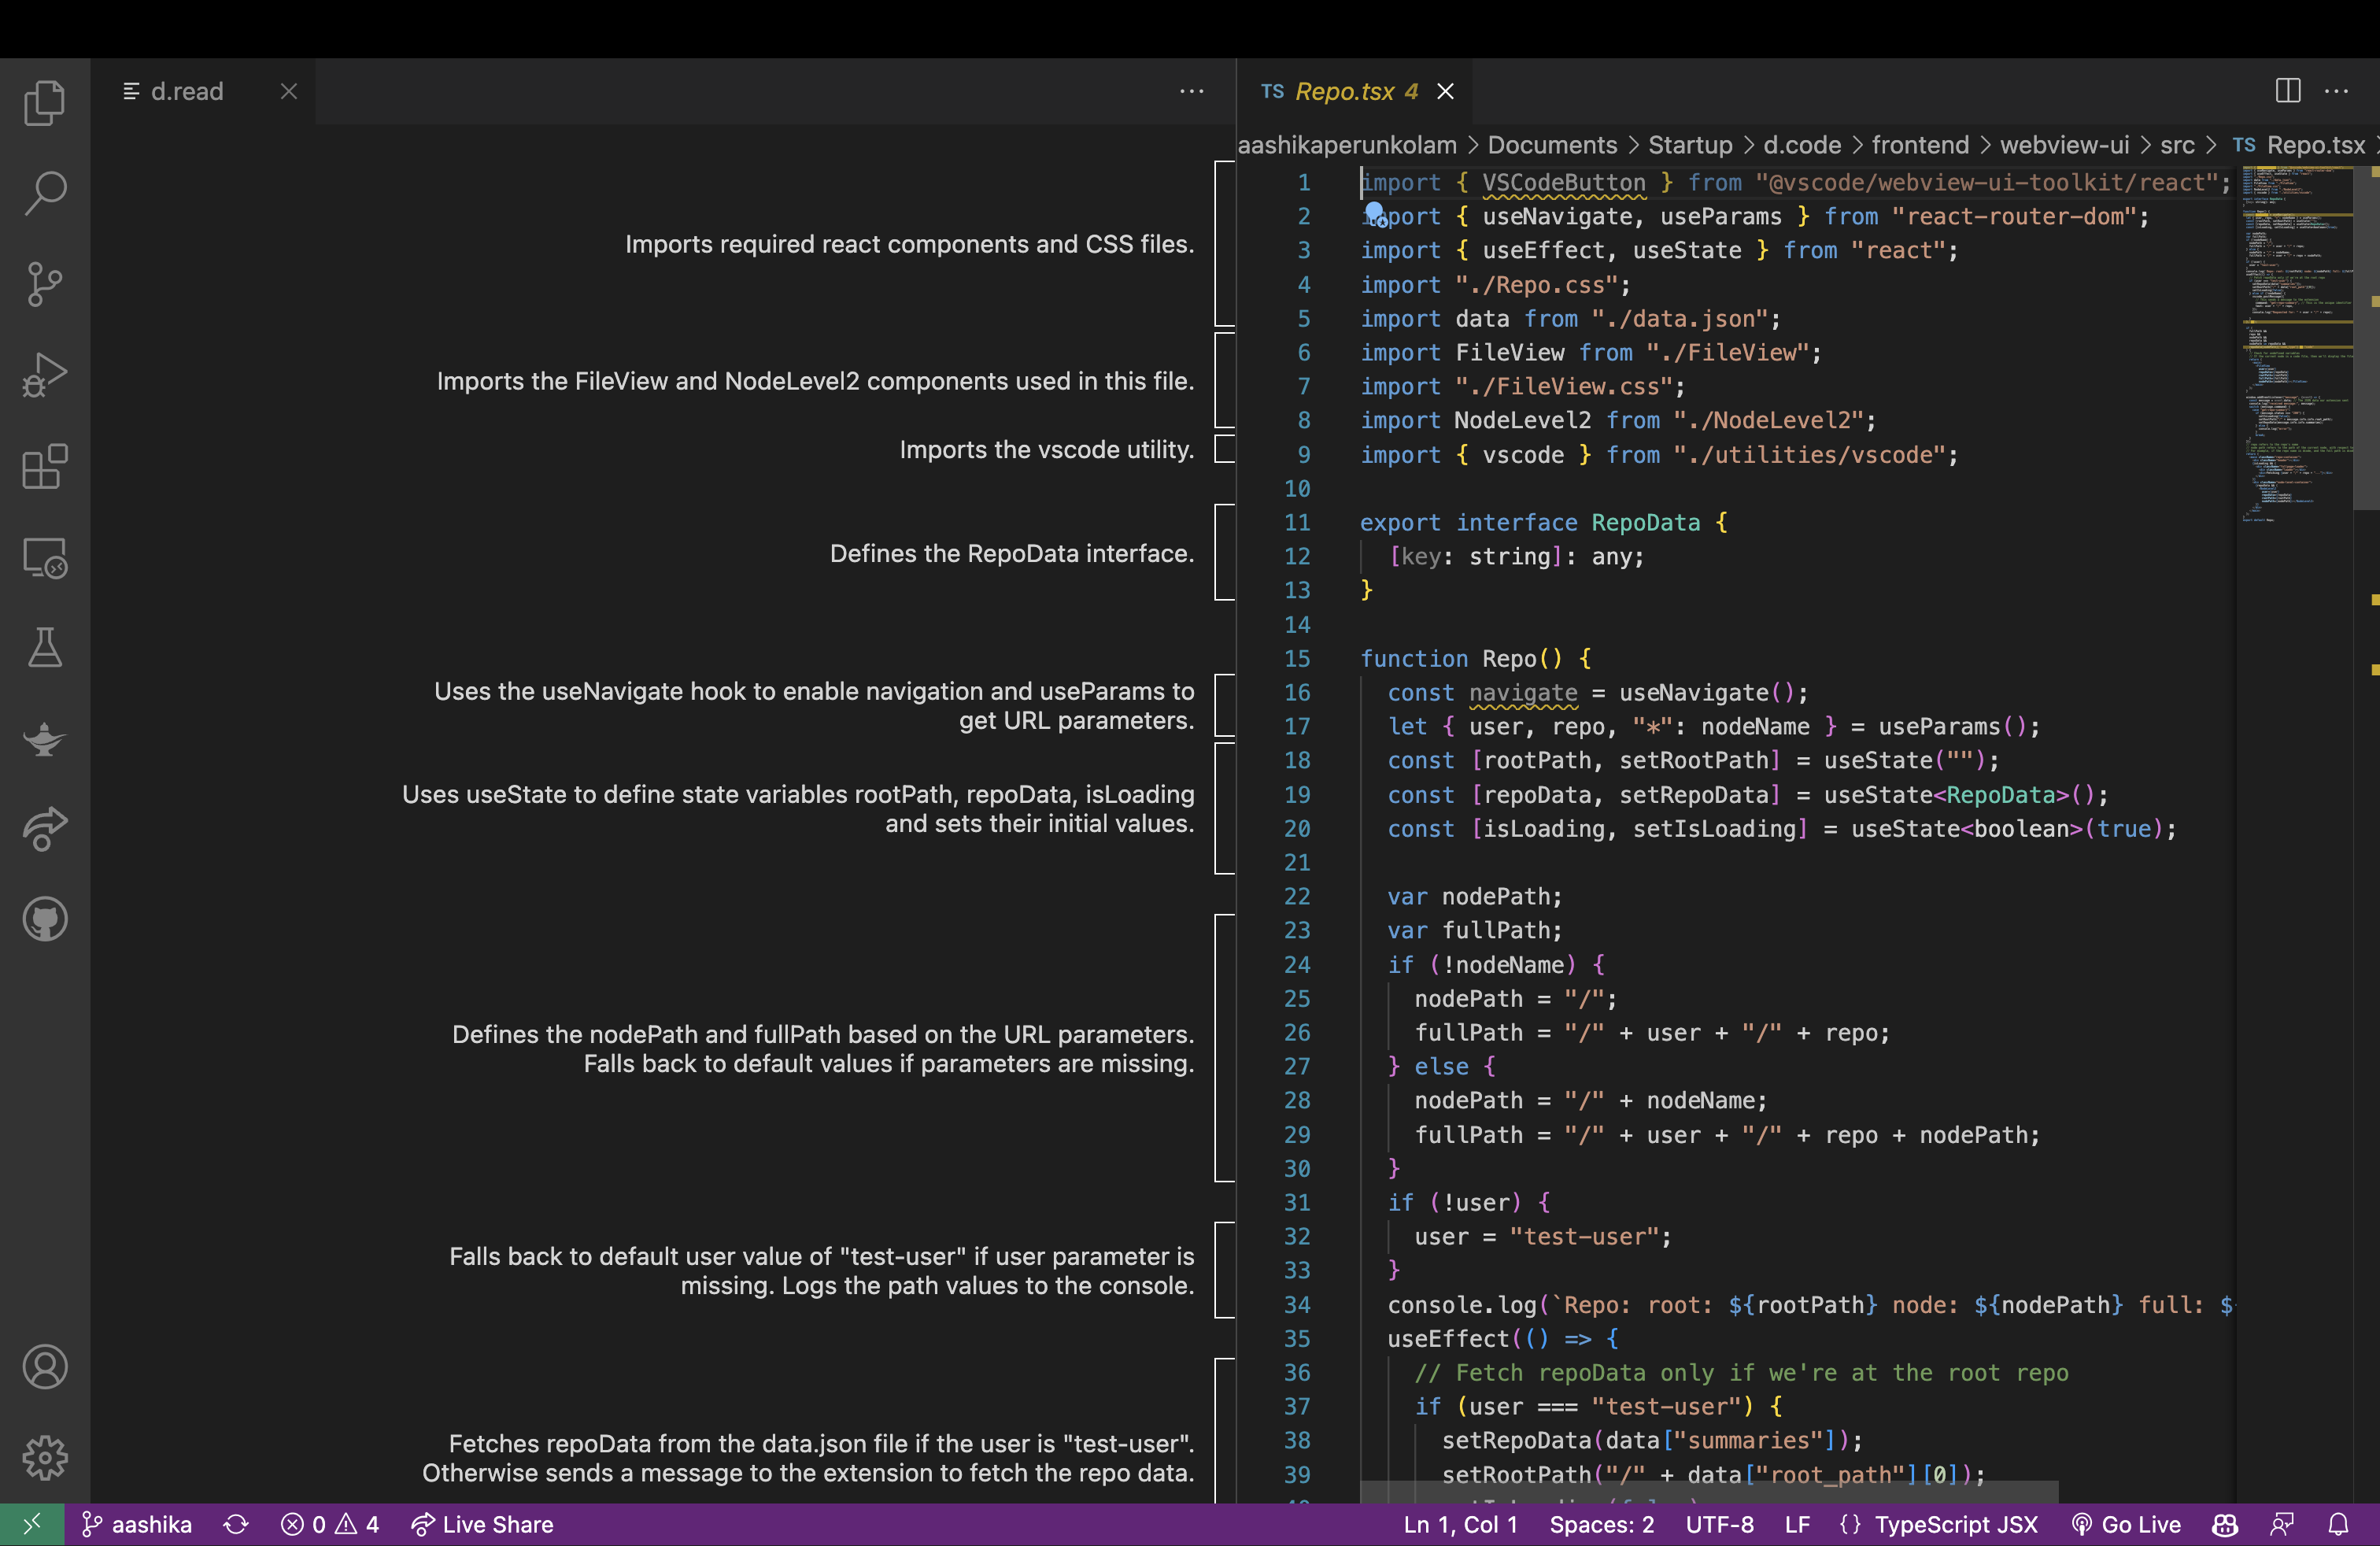 d.read
Imports required react components and CSS files.
Imports the FileView and NodeLevel2 components used in this file.
Imports the vscode utility.
Defines the RepoData interface.
Uses the useNavigate hook to enable navigation and useParams to
get URL parameters.
Uses useState to define state variables rootPath, repoData, isLoading
and sets their initial values.
Defines the nodePath and fullPath based on the URL parameters.
Falls back to default values if parameters are missing.
Falls back to default user value of "test-user" if user parameter is
missing. Logs the path values to the console.
Fetches repoData from the data.json file if the user is "test-user".
Otherwise sends a message to the extension to fetch the repo data.
TS Repo.tsx 4
aashikaperunkolam > Documents > Startup > d.code > frontend > webview-ui > src > TS Repo.tsx >
1 import { VSCodeButton } from "@vscode/webview-ui-toolkit/react";
2 import { useNavigate, useParams } from "react-router-dom";
3 import { useEffect, useState } from "react";
4 import "./Repo.css";
5 import data from "./data.json";
6 import FileView from "./FileView";
7 import "./FileView.css";
8 import NodeLevel2 from "./NodeLevel2";
9 import { vscode } from "./utilities/vscode";
10
11 export interface RepoData {
12 [key: string]: any;
13 }
14
15 function Repo() {
16 const navigate = useNavigate();
17 let { user, repo, "*": nodeName } = useParams();
18 const [rootPath, setRootPath] = useState("");
19 const [repoData, setRepoData] = useState<RepoData>();
20 const [isLoading, setIsLoading] = useState<boolean>(true);
21
22 var nodePath;
23 var fullPath;
24 if (!nodeName) {
25 nodePath = "/";
26 fullPath = "/" + user + "/" + repo;
27 } else {
28 nodePath = "/" + nodeName;
29 fullPath = "/" + user + "/" + repo + nodePath;
30 }
31 if (!user) {
32 user = "test-user";
33 }
34 console.log(`Repo: root: ${rootPath} node: ${nodePath} full: $
35 useEffect(() => {
36 // Fetch repoData only if we're at the root repo
37 if (user === "test-user") {
38 setRepoData(data["summaries"]);
39 setRootPath("/" + data["root_path"][0]);
aashika 0 4 Live Share
Ln 1, Col 1 Spaces: 2 UTF-8 LF {} TypeScript JSX Go Live